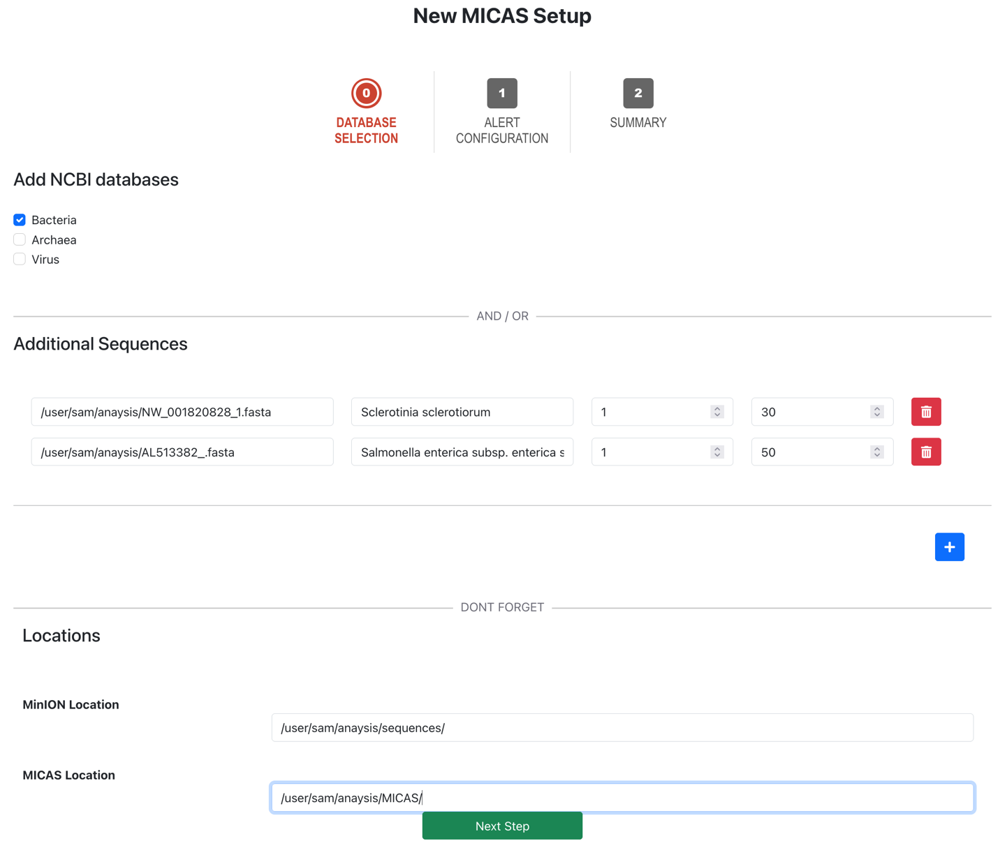 New MICAS Setup
0
DATABASE
SELECTION
1
ALERT
CONFIGURATION
2
SUMMARY
Add NCBI databases
Bacteria
Archaea
Virus
AND / OR
Additional Sequences
/user/sam/anaysis/NW_001820828_1.fasta Sclerotinia sclerotiorum 1 30
/user/sam/anaysis/AL513382_.fasta Salmonella enterica subsp. enterica s 1 50
DONT FORGET
Locations
MinION Location
/user/sam/anaysis/sequences/
MICAS Location
/user/sam/anaysis/MICAS/
Next Step